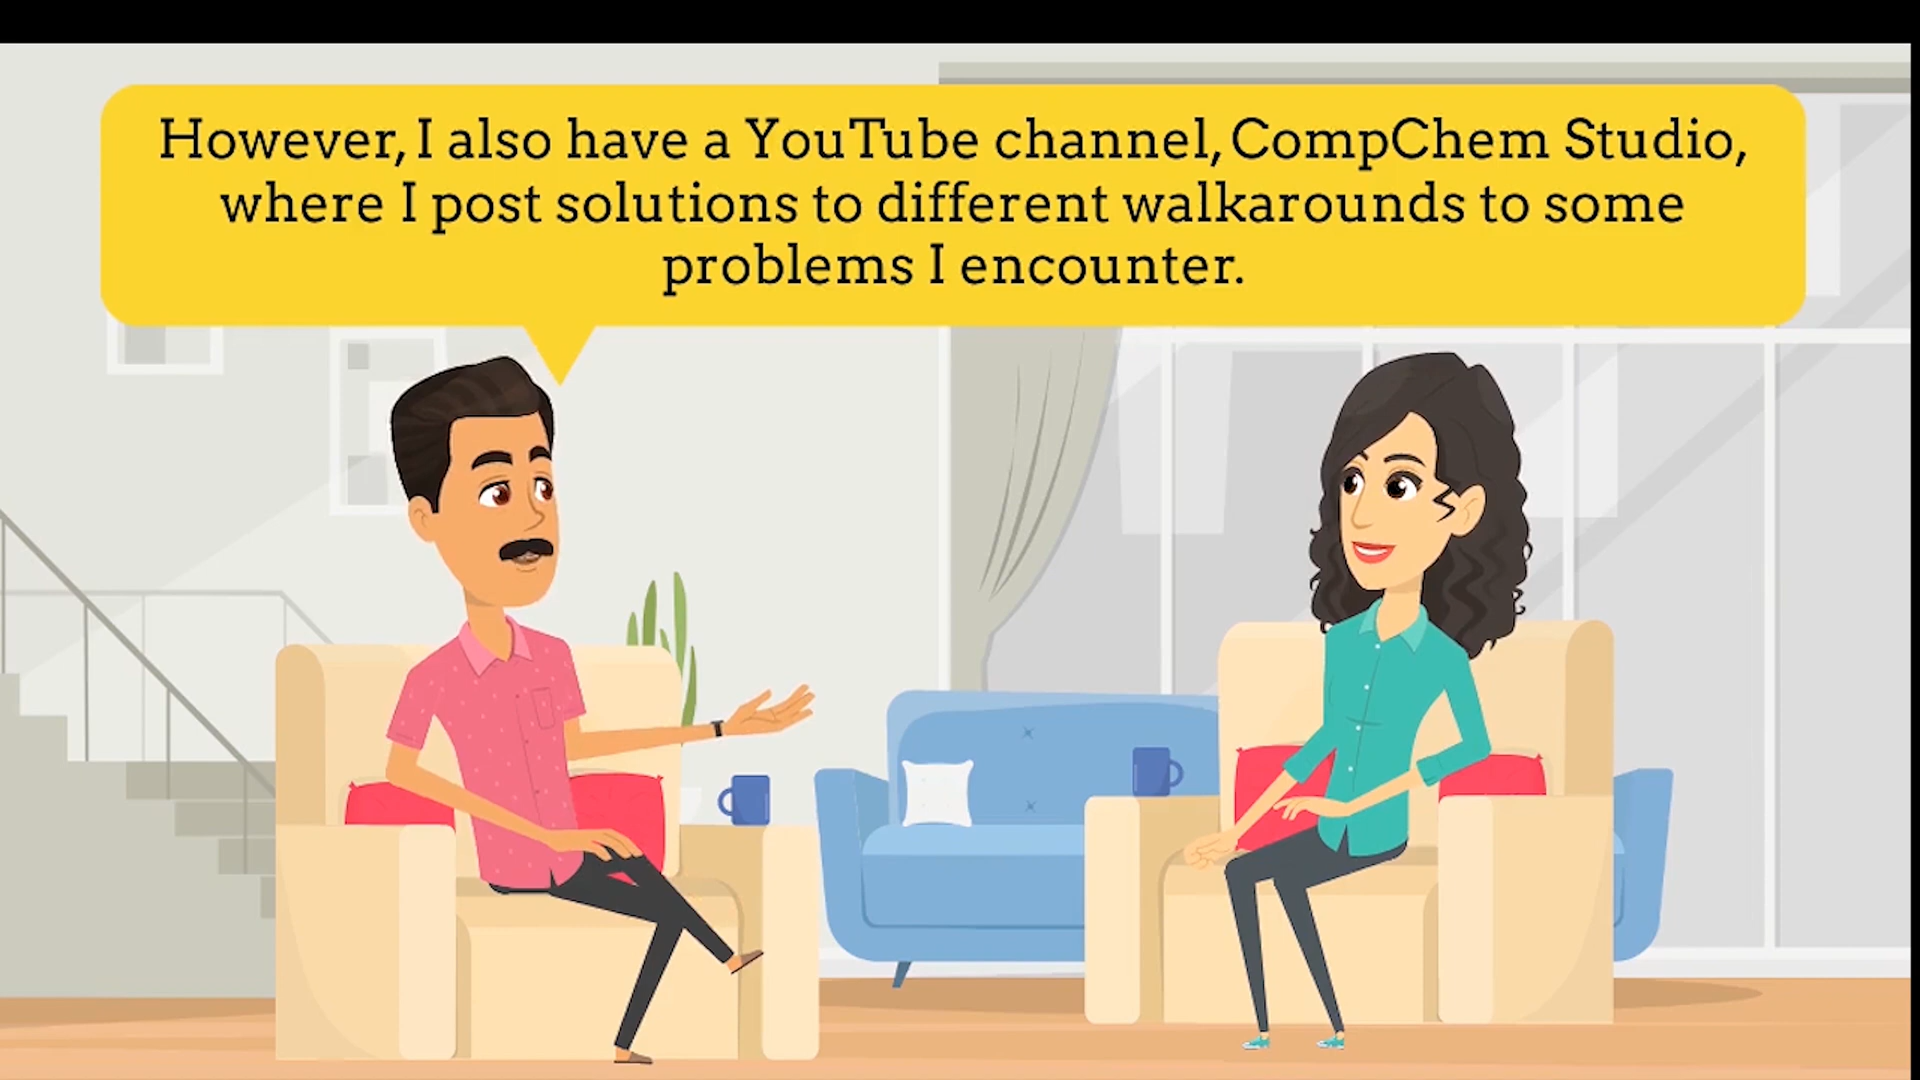 However, I also have a YouTube channel, CompChem Studio,
where I post solutions to different walkarounds to some
problems I encounter.